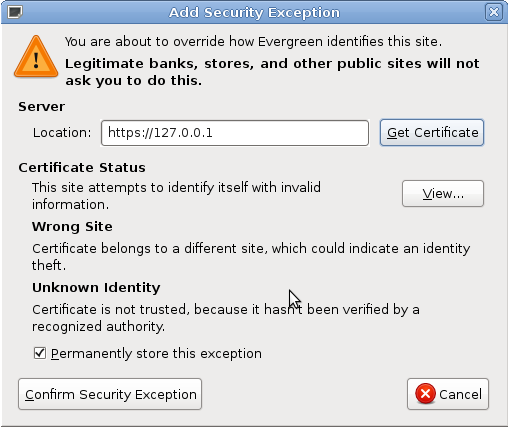 Add Security Exception
You are about to override how Evergreen identifies this site.
Legitimate banks, stores, and other public sites will not
ask you to do this.
Server
Location: https://127.0.0.1 Get Certificate
Certificate Status
This site attempts to identify itself with invalid
information.
View...
Wrong Site
Certificate belongs to a different site, which could indicate an identity
theft.
Unknown Identity
Certificate is not trusted, because it hasn't been verified by a
recognized authority.
Permanently store this exception
Confirm Security Exception Cancel